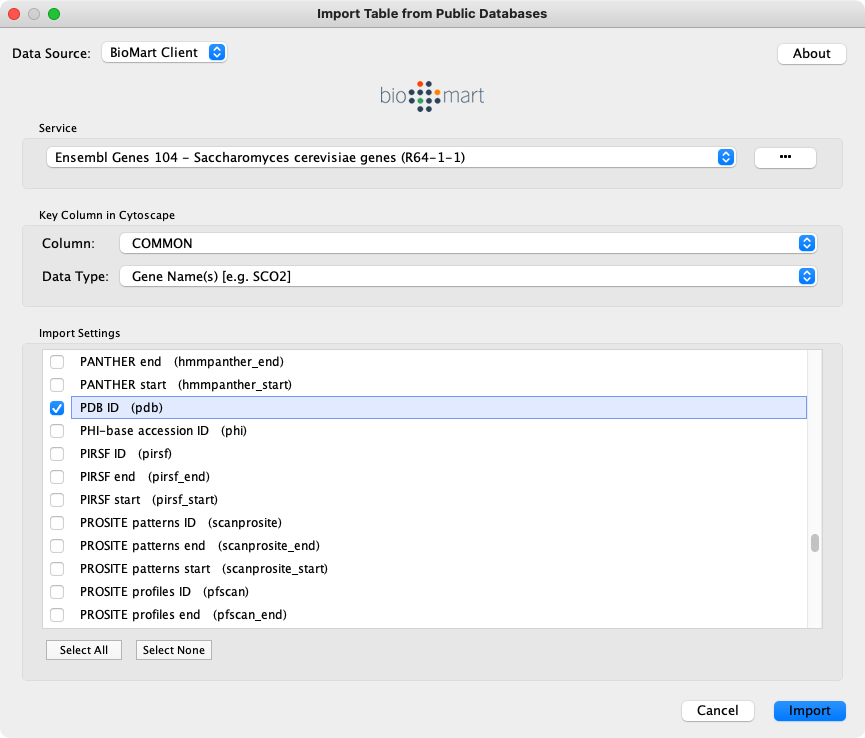 Import Table from Public Databases
Data Source: BioMart Client About
bio mart
Service
Ensembl Genes 104 – Saccharomyces cerevisiae genes (R64-1-1) ...
Key Column in Cytoscape
Column: COMMON
Data Type: Gene Name(s) [e.g. SCO2]
Import Settings
PANTHER end (hmmpanther_end)
PANTHER start (hmmpanther_start)
PDB ID (pdb)
PHI-base accession ID (phi)
PIRSF ID (pirsf)
PIRSF end (pirsf_end)
PIRSF start (pirsf_start)
PROSITE patterns ID (scanprosite)
PROSITE patterns end (scanprosite_end)
PROSITE patterns start (scanprosite_start)
PROSITE profiles ID (pfscan)
PROSITE profiles end (pfscan_end)
Select All Select None
Cancel Import